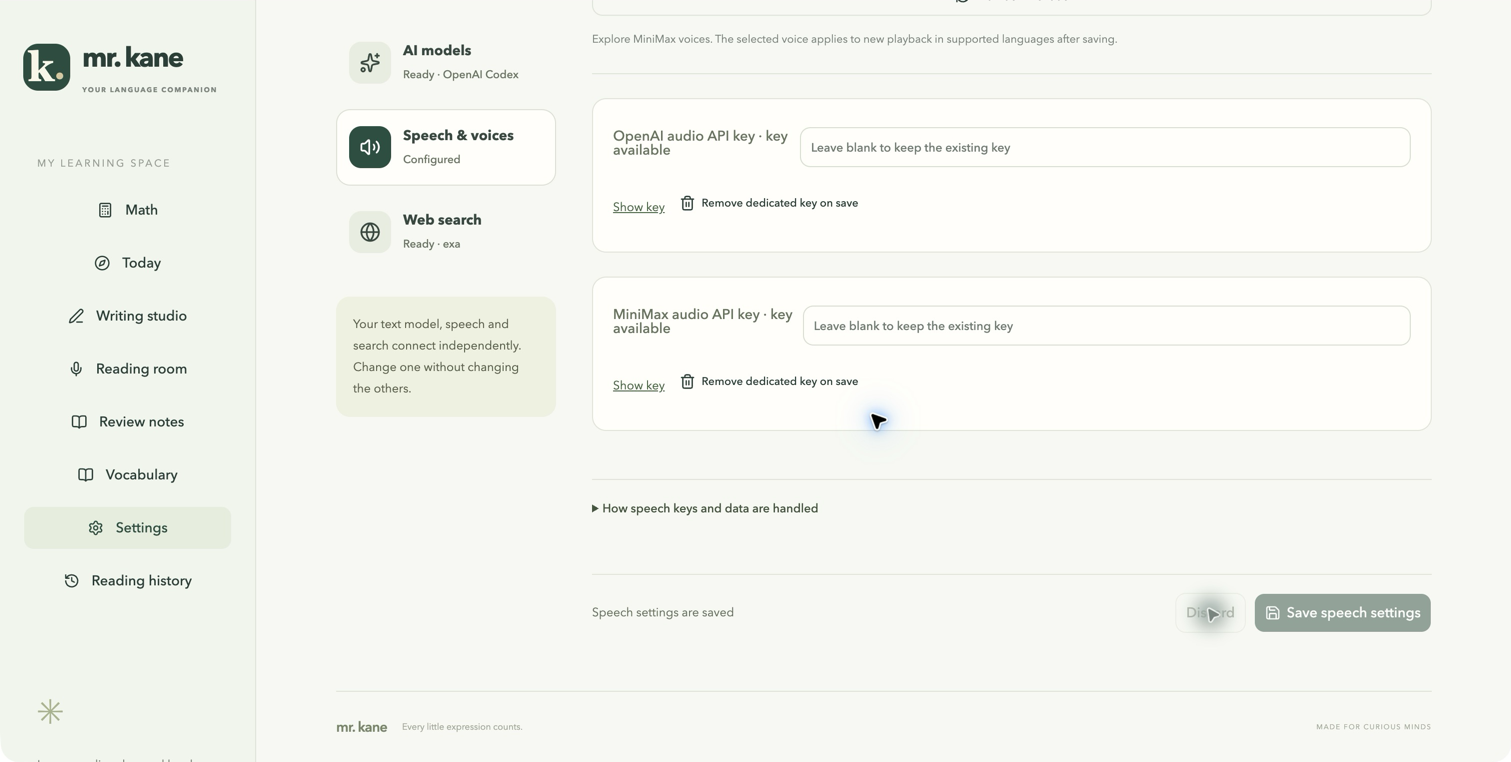 k.
mr. kane
YOUR LANGUAGE COMPANION
MY LEARNING SPACE
Math
Today
Writing studio
Reading room
Review notes
Vocabulary
Settings
Reading history
AI models
Ready · OpenAI Codex
Speech & voices
Configured
Web search
Ready · exa
Your text model, speech and
search connect independently.
Change one without changing
the others.
Explore MiniMax voices. The selected voice applies to new playback in supported languages after saving.
OpenAI audio API key · key
available
Leave blank to keep the existing key
Show key
Remove dedicated key on save
MiniMax audio API key · key
available
Leave blank to keep the existing key
Show key
Remove dedicated key on save
How speech keys and data are handled
Speech settings are saved
Save speech settings
mr. kane
Every little expression counts.
MADE FOR CURIOUS MINDS